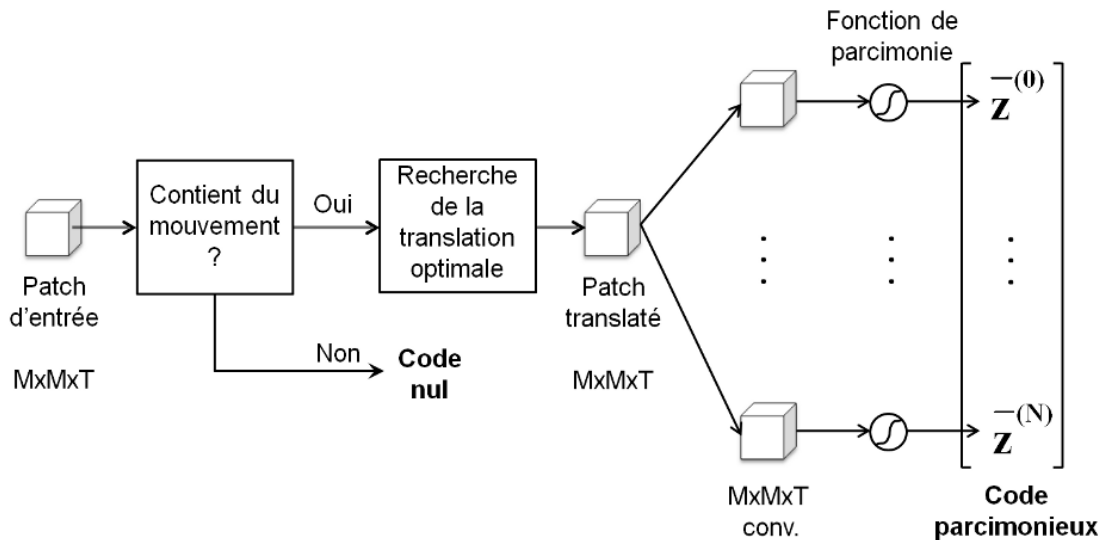 Fonction de
parcimonie
z̄(0)
Contient du
mouvement
?
Oui
Recherche
de la
translation
optimale
Patch
d'entrée
Patch
translaté
Non
Code
nul
MxMxT
MxMxT
z̄(N)
MxMxT
conv.
Code
parcimonieux